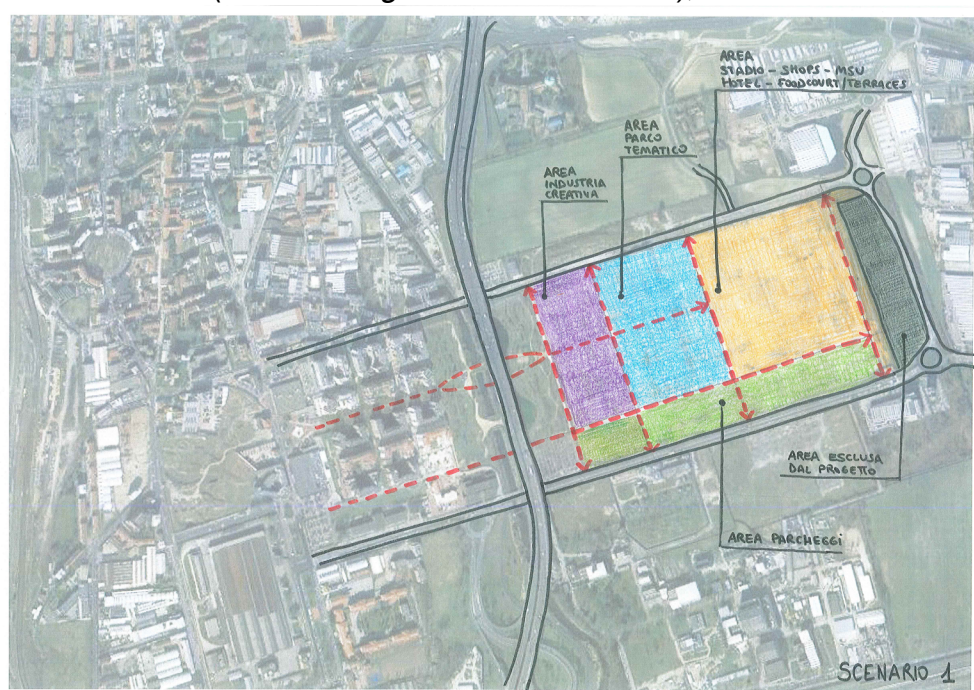 AREA
STADIO - SHOPS - MSU
HOTEL - FOODCOURT/TERRACES
AREA
PARCO
TEMATICO
AREA
INDUSTRIA
CREATIVA
AREA ESCLUSA
DAL PROGETTO
AREA PARCHEGGI
SCENARIO 1